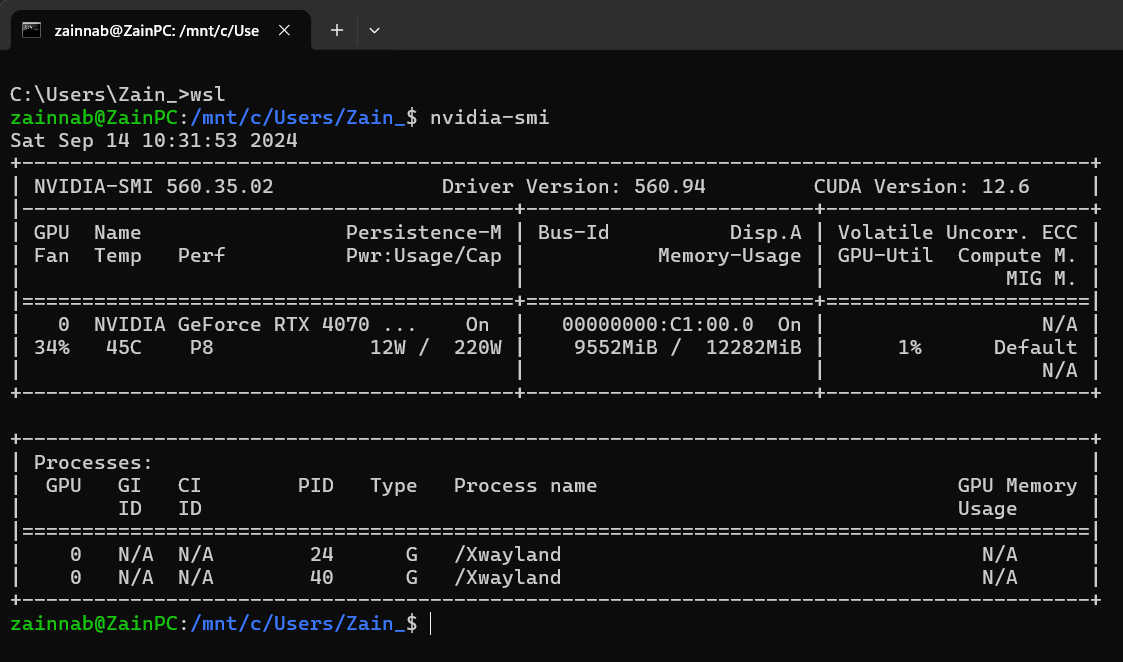 zainnab@ZainPC: /mnt/c/Use
C:\Users\Zain_>wsl
zainnab@ZainPC:/mnt/c/Users/Zain_$ nvidia-smi
Sat Sep 14 10:31:53 2024
+-----------------------------------------------------------------------------------------+
| NVIDIA-SMI 560.35.02              Driver Version: 560.94         CUDA Version: 12.6     |
|-----------------------------------------+------------------------+----------------------+
| GPU  Name                 Persistence-M | Bus-Id          Disp.A | Volatile Uncorr. ECC |
| Fan  Temp   Perf          Pwr:Usage/Cap |           Memory-Usage | GPU-Util  Compute M. |
|                                         |                        |               MIG M. |
|=========================================+========================+======================|
|   0  NVIDIA GeForce RTX 4070 ...    On  |   00000000:C1:00.0  On |                  N/A |
| 34%   45C    P8             12W /  220W |    9552MiB /  12282MiB |      1%      Default |
|                                         |                        |                  N/A |
+-----------------------------------------+------------------------+----------------------+
+-----------------------------------------------------------------------------------------+
| Processes:                                                                              |
|  GPU   GI   CI        PID   Type   Process name                              GPU Memory |
|        ID   ID                                                               Usage      |
|=========================================================================================|
|    0   N/A  N/A        24      G   /Xwayland                                   N/A      |
|    0   N/A  N/A        40      G   /Xwayland                                   N/A      |
+-----------------------------------------------------------------------------------------+
zainnab@ZainPC:/mnt/c/Users/Zain_$